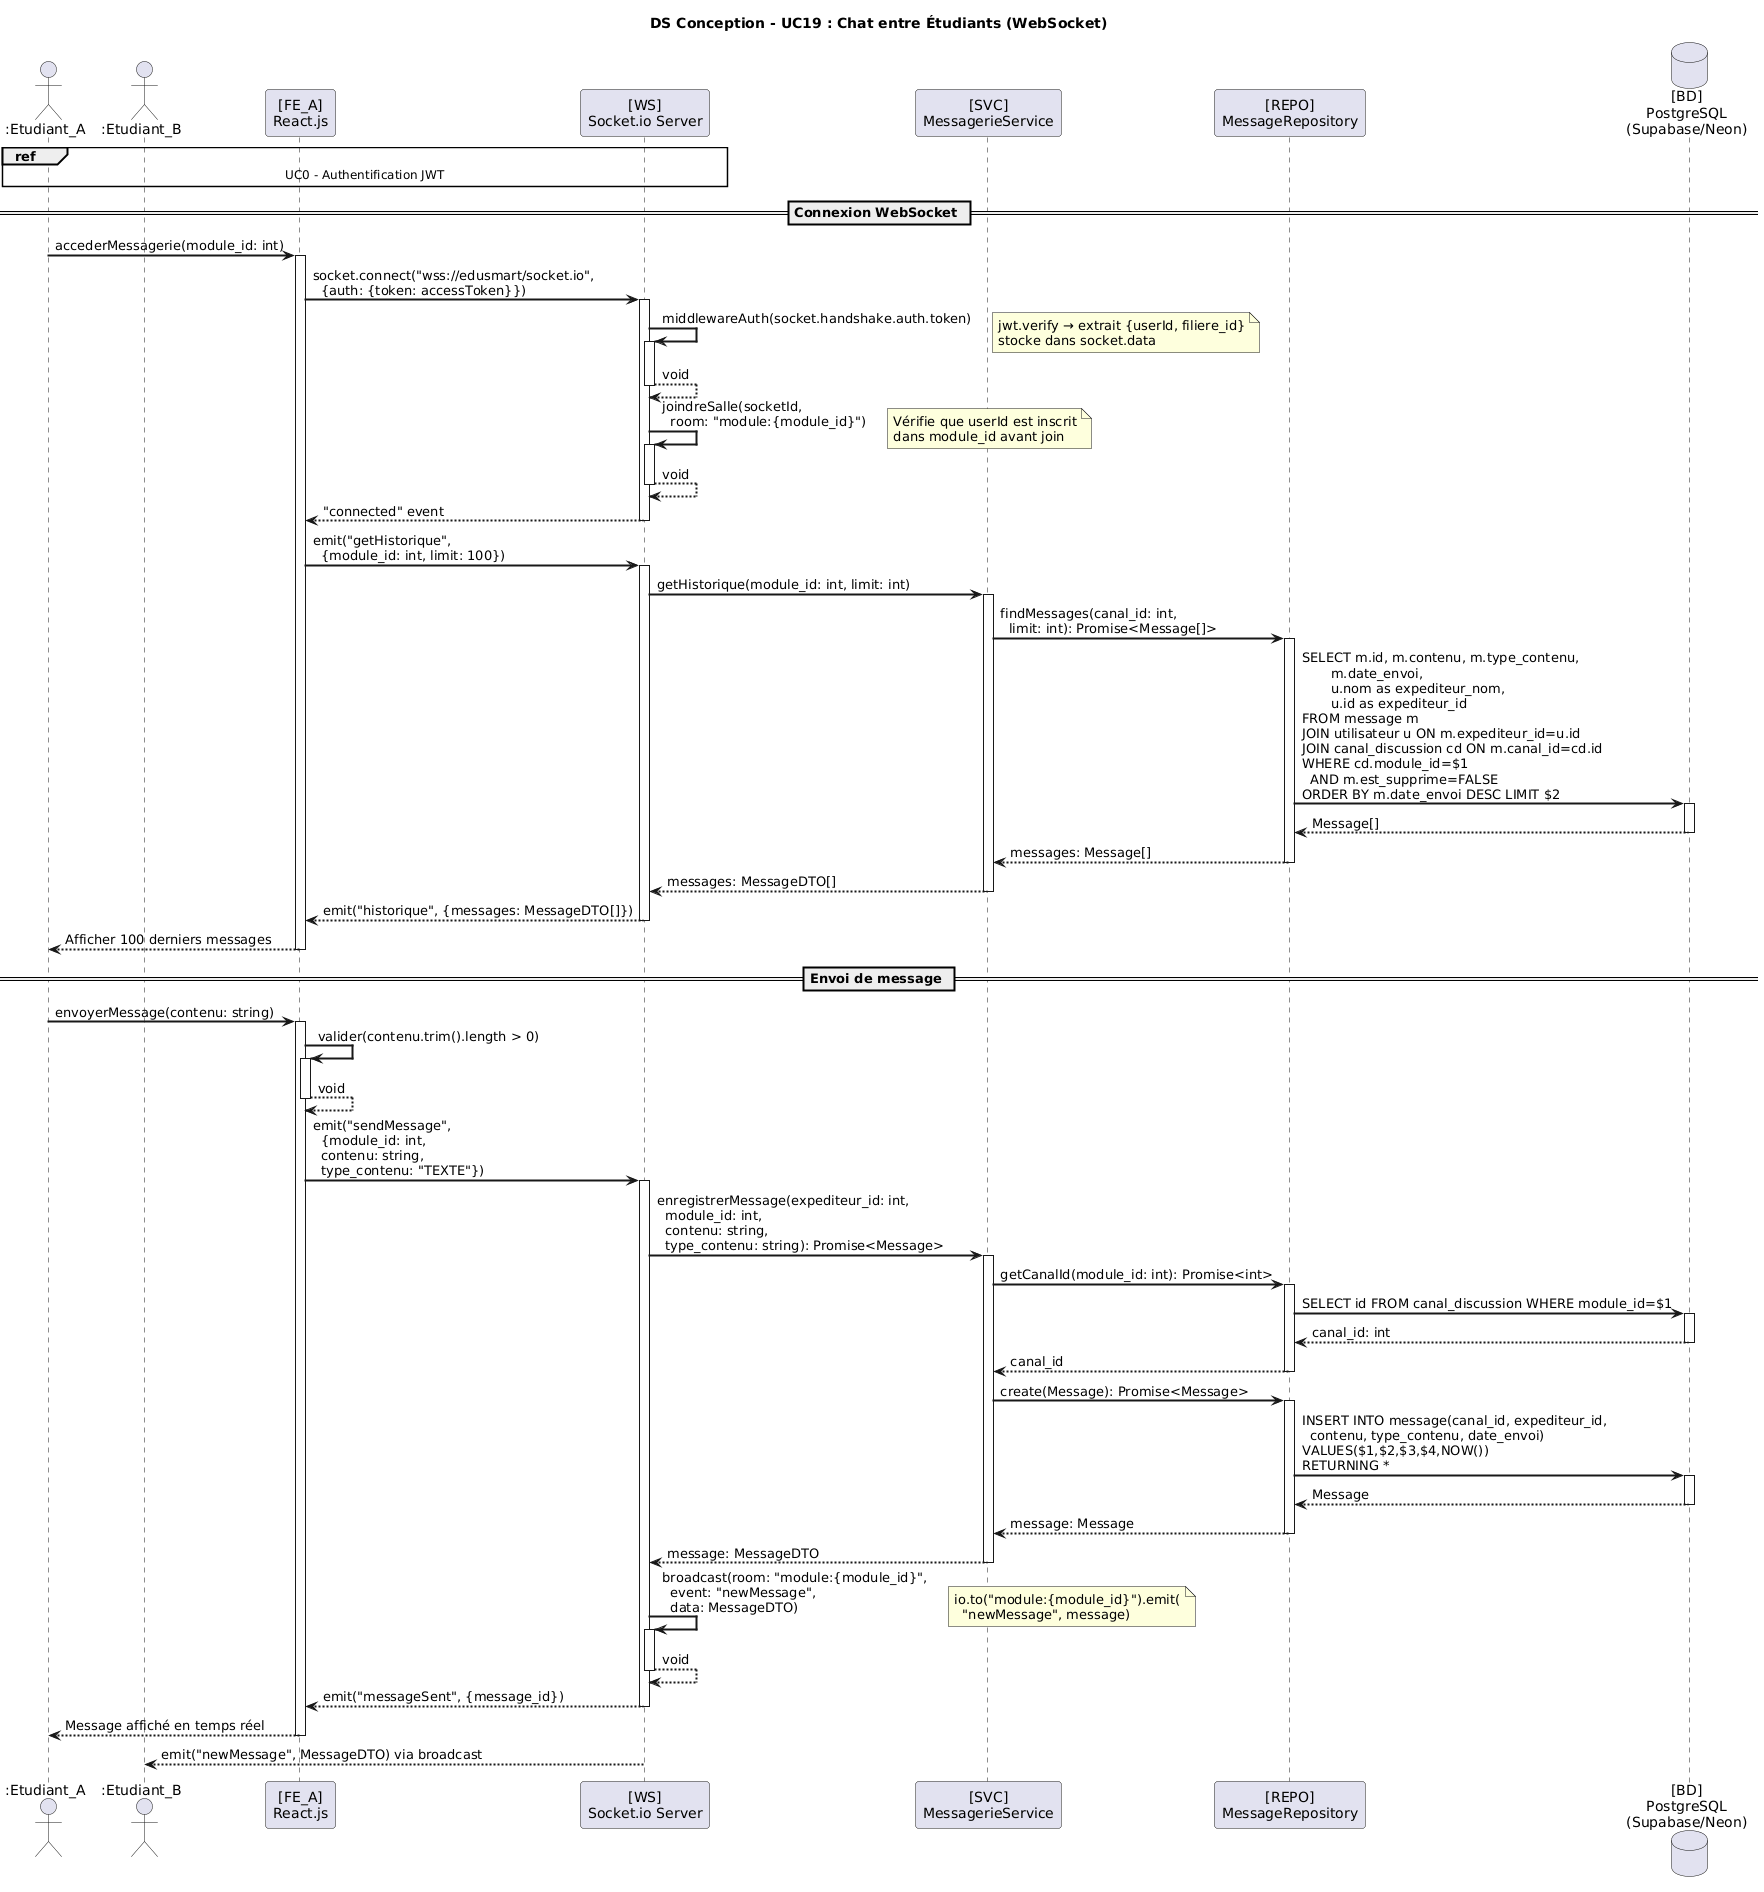 DS Conception - UC19 : Chat entre Étudiants (WebSocket)
:Etudiant_A
:Etudiant_B
[FE_A]
React.js
[WS]
Socket.io Server
[SVC]
MessagerieService
[REPO]
MessageRepository
[BD]
PostgreSQL
(Supabase/Neon)
ref
UC0 - Authentification JWT
Connexion WebSocket
accederMessagerie(module_id: int)
socket.connect("wss://edusmart/socket.io",
{auth: {token: accessToken}})
middlewareAuth(socket.handshake.auth.token)
jwt.verify → extrait {userId, filiere_id}
stocke dans socket.data
void
joindreSalle(socketId,
room: "module:{module_id}")
Vérifie que userId est inscrit
dans module_id avant join
void
"connected" event
emit("getHistorique",
{module_id: int, limit: 100})
getHistorique(module_id: int, limit: int)
findMessages(canal_id: int,
limit: int): Promise<Message[]>
SELECT m.id, m.contenu, m.type_contenu,
m.date_envoi,
u.nom as expediteur_nom,
u.id as expediteur_id
FROM message m
JOIN utilisateur u ON m.expediteur_id=u.id
JOIN canal_discussion cd ON m.canal_id=cd.id
WHERE cd.module_id=$1
AND m.est_supprime=FALSE
ORDER BY m.date_envoi DESC LIMIT $2
Message[]
messages: Message[]
messages: MessageDTO[]
emit("historique", {messages: MessageDTO[]})
Afficher 100 derniers messages
Envoi de message
envoyerMessage(contenu: string)
valider(contenu.trim().length > 0)
void
emit("sendMessage",
{module_id: int,
contenu: string,
type_contenu: "TEXTE"})
enregistrerMessage(expediteur_id: int,
module_id: int,
contenu: string,
type_contenu: string): Promise<Message>
getCanalId(module_id: int): Promise<int>
SELECT id FROM canal_discussion WHERE module_id=$1
canal_id: int
canal_id
create(Message): Promise<Message>
INSERT INTO message(canal_id, expediteur_id,
contenu, type_contenu, date_envoi)
VALUES($1,$2,$3,$4,NOW())
RETURNING *
Message
message: Message
message: MessageDTO
broadcast(room: "module:{module_id}",
event: "newMessage",
data: MessageDTO)
io.to("module:{module_id}").emit(
"newMessage", message)
void
emit("messageSent", {message_id})
Message affiché en temps réel
emit("newMessage", MessageDTO) via broadcast
:Etudiant_A
:Etudiant_B
[FE_A]
React.js
[WS]
Socket.io Server
[SVC]
MessagerieService
[REPO]
MessageRepository
[BD]
PostgreSQL
(Supabase/Neon)